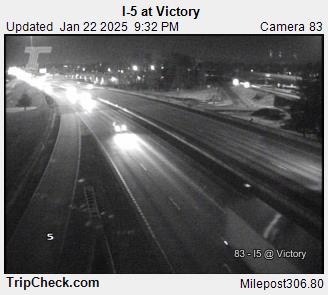 I-5 at Victory
Updated Jan 22 2025 9:32 PM Camera 83
S
83 - I5 @ Victory
TripCheck.com Milepost306.80